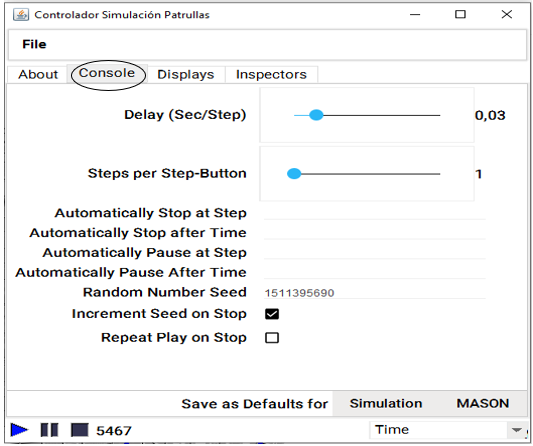 Controlador Simulación Patrullas
File
About Console Displays Inspectors
Delay (Sec/Step) 0,03
Steps per Step-Button 1
Automatically Stop at Step
Automatically Stop after Time
Automatically Pause at Step
Automatically Pause After Time
Random Number Seed 1511395690
Increment Seed on Stop
Repeat Play on Stop
Save as Defaults for Simulation MASON
5467 Time